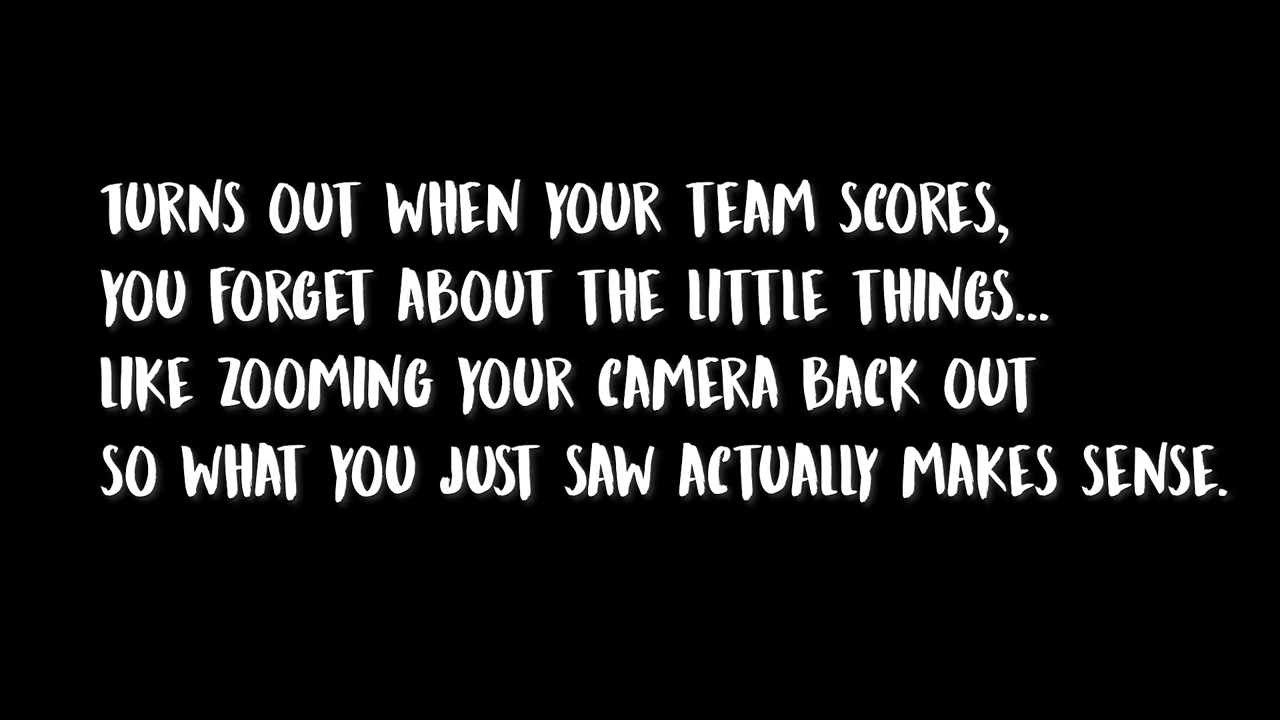 TURNS OUT WHEN YOUR TEAM SCORES,
YOU FORGET ABOUT THE LITTLE THINGS...
LIKE ZOOMING YOUR CAMERA BACK OUT
SO WHAT YOU JUST SAW ACTUALLY MAKES SENSE.